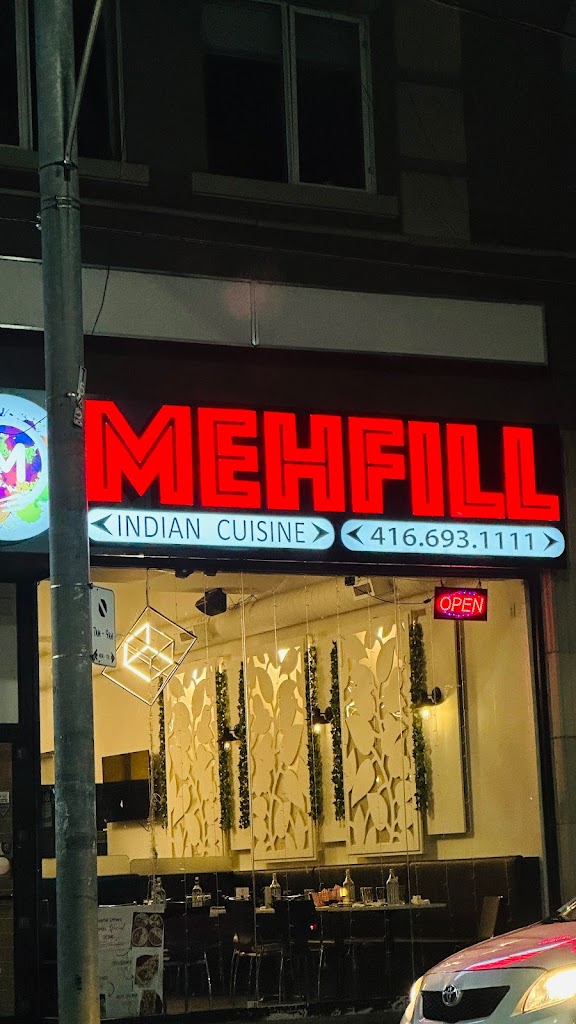 M
MEHFILL
INDIAN CUISINE
416.693.1111
OPEN